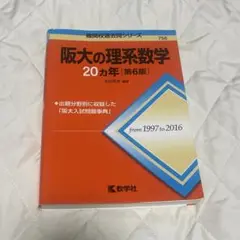 難関校過去問シリーズ
阪大の理系数学
20カ年[第6版]
編著
●出題分野別に収録した
「阪大入試問題事典」
from 1997 to 2016
教学社